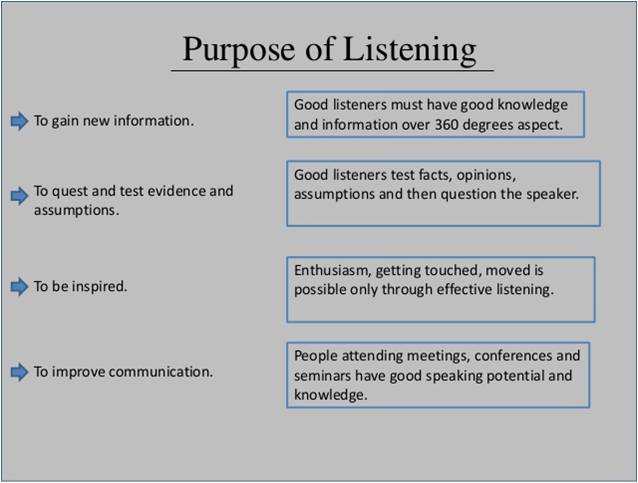 Purpose of Listening
To gain new information.
Good listeners must have good knowledge
and information over 360 degrees aspect.
To quest and test evidence and
assumptions.
Good listeners test facts, opinions,
assumptions and then question the speaker.
To be inspired.
Enthusiasm, getting touched, moved is
possible only through effective listening.
To improve communication.
People attending meetings, conferences and
seminars have good speaking potential and
knowledge.